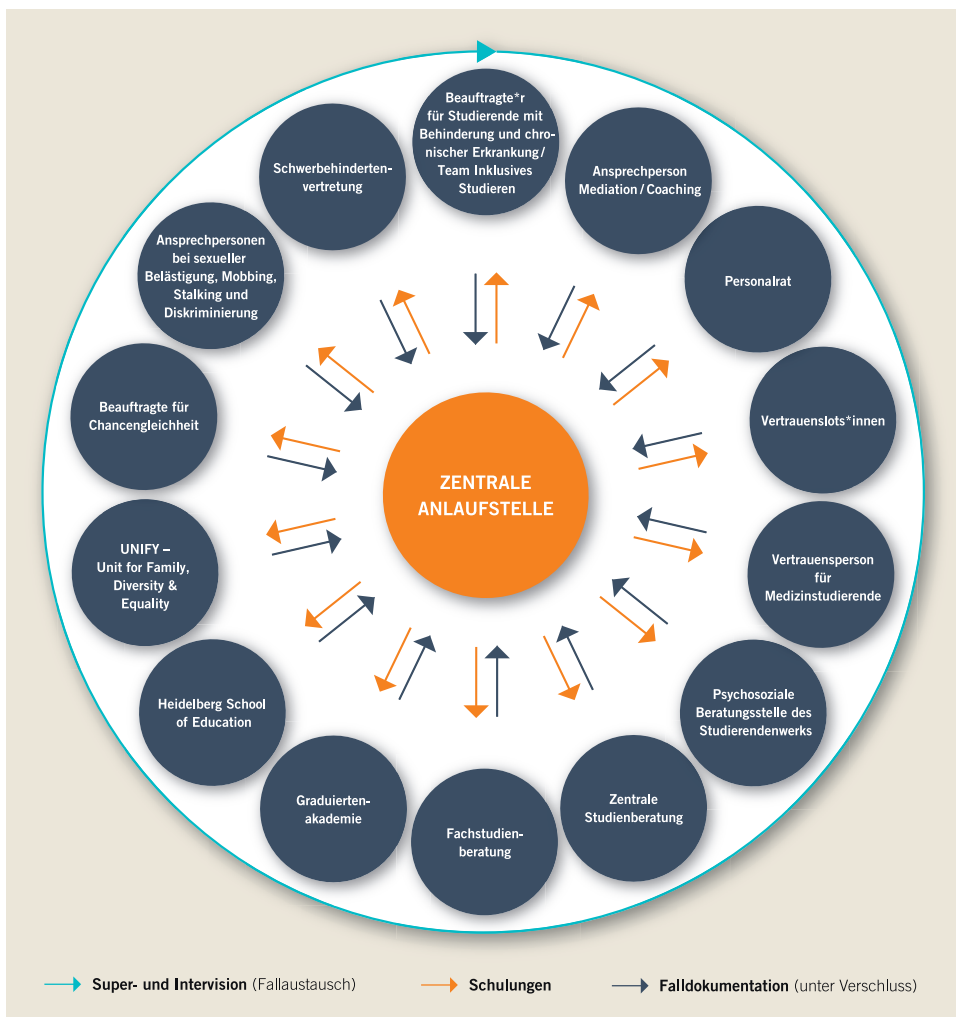 Beauftragte*r
für Studierende mit
Behinderung und chro-
nischer Erkrankung /
Team Inklusives
Studieren
Ansprechperson
Mediation / Coaching
Personalrat
Vertrauenslots*innen
Vertrauensperson
für
Medizinstudierende
Psychosoziale
Beratungsstelle des
Studierendenwerks
Zentrale
Studienberatung
Fachstudien-
beratung
Graduierten-
akademie
Heidelberg School
of Education
UNIFY –
Unit for Family,
Diversity &
Equality
Beauftragte für
Chancengleichheit
Ansprechpersonen
bei sexueller
Belästigung, Mobbing,
Stalking und
Diskriminierung
Schwerbehinderten-
vertretung
ZENTRALE
ANLAUFSTELLE
Super- und Intervision (Fallaustausch)
Schulungen
Falldokumentation (unter Verschluss)